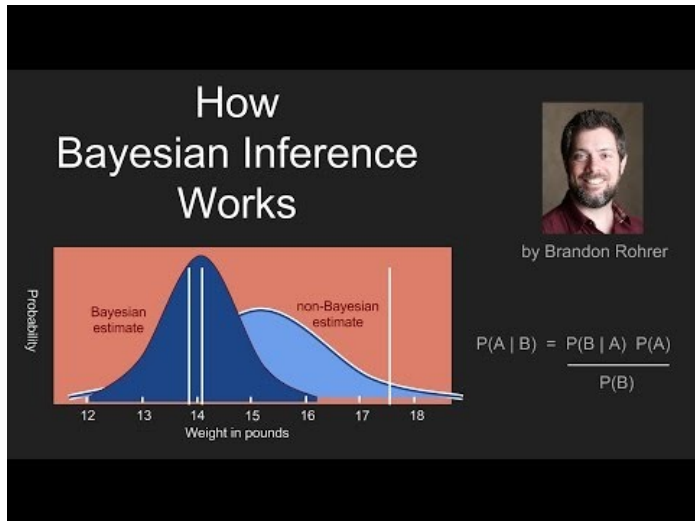 How
Bayesian Inference
Works
by Brandon Rohrer
Probability
Bayesian
estimate
non-Bayesian
estimate
12 13 14 15 16 17 18
Weight in pounds
P(A | B) = P(B | A) P(A)
P(B)